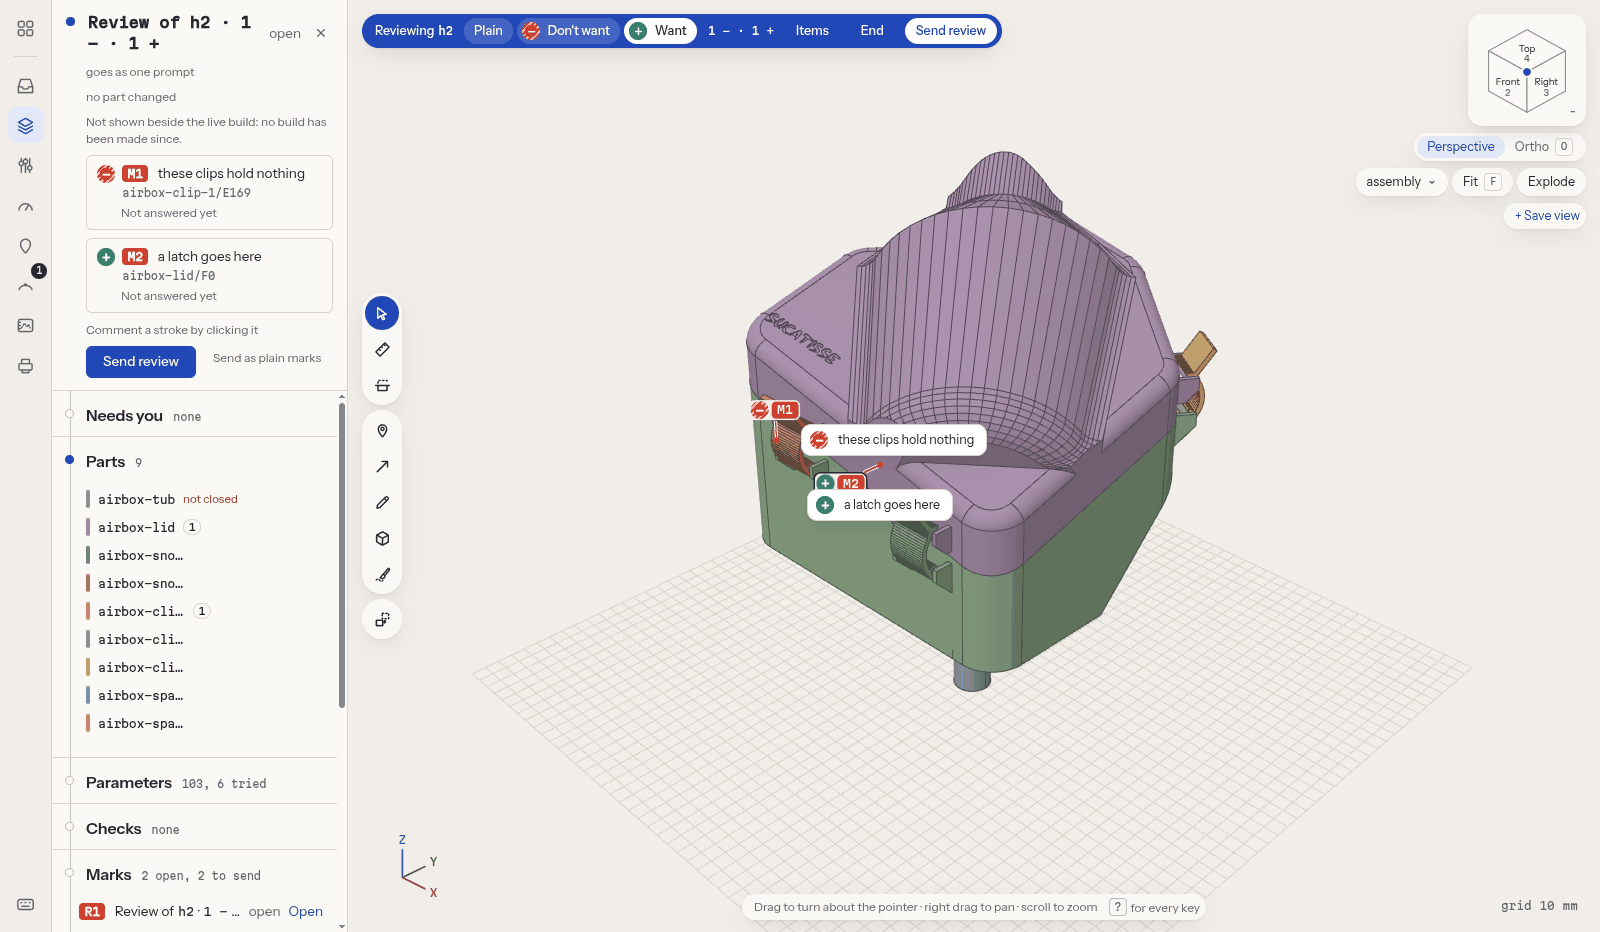 Review of h2 · 1
− · 1 +
open
×
goes as one prompt
no part changed
Not shown beside the live build: no build has
been made since.
M1 these clips hold nothing
airbox-clip-1/E169
Not answered yet
M2 a latch goes here
airbox-lid/F0
Not answered yet
Comment a stroke by clicking it
Send review
Send as plain marks
1
Needs you none
Parts 9
airbox-tub not closed
airbox-lid 1
airbox-sno…
airbox-sno…
airbox-cli… 1
airbox-cli…
airbox-cli…
airbox-spa…
airbox-spa…
Parameters 103, 6 tried
Checks none
Marks 2 open, 2 to send
R1 Review of h2 · 1 − … open Open
Reviewing h2 Plain Don't want Want 1 − · 1 + Items End Send review
Top
4
Front
2
Right
3
Perspective Ortho 0
assembly Fit F Explode
+ Save view
SUCATISSE
M1
these clips hold nothing
M2
a latch goes here
Z
Y
X
Drag to turn about the pointer · right drag to pan · scroll to zoom ? for every key
grid 10 mm